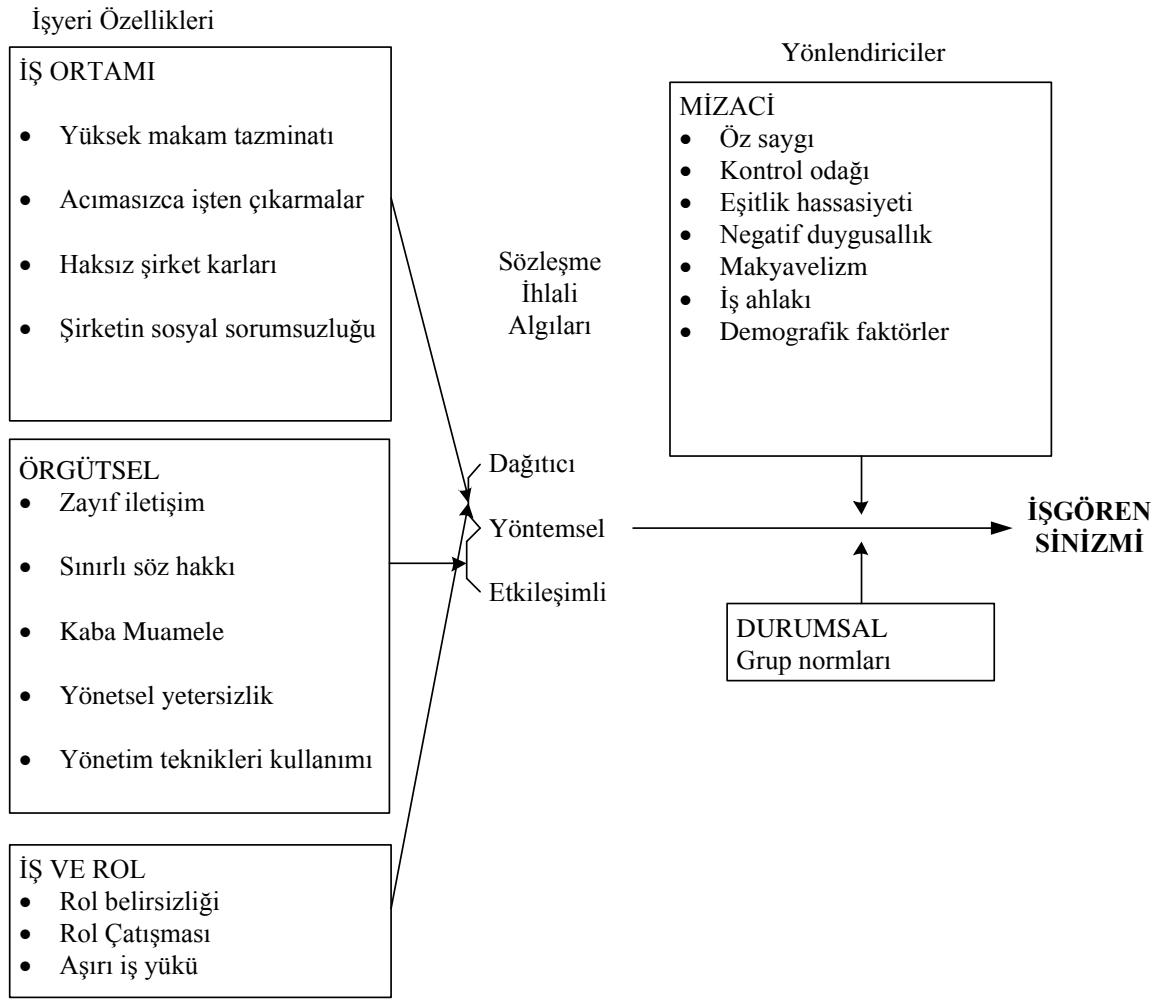 İşyeri Özellikleri
İŞ ORTAMI
• Yüksek makam tazminatı
• Acımasızca işten çıkarmalar
• Haksız şirket karları
• Şirketin sosyal sorumsuzluğu
ÖRGÜTSEL
• Zayıf iletişim
• Sınırlı söz hakkı
• Kaba Muamele
• Yönetsel yetersizlik
• Yönetim teknikleri kullanımı
İŞ VE ROL
• Rol belirsizliği
• Rol Çatışması
• Aşırı iş yükü
Sözleşme
İhlali
Algıları
Dağıtıcı
Yöntemsel
Etkileşimli
Yönlendiriciler
MİZACİ
• Öz saygı
• Kontrol odağı
• Eşitlik hassasiyeti
• Negatif duygusallık
• Makyavelizm
• İş ahlakı
• Demografik faktörler
DURUMSAL
Grup normları
İŞGÖREN
SİNİZMİ